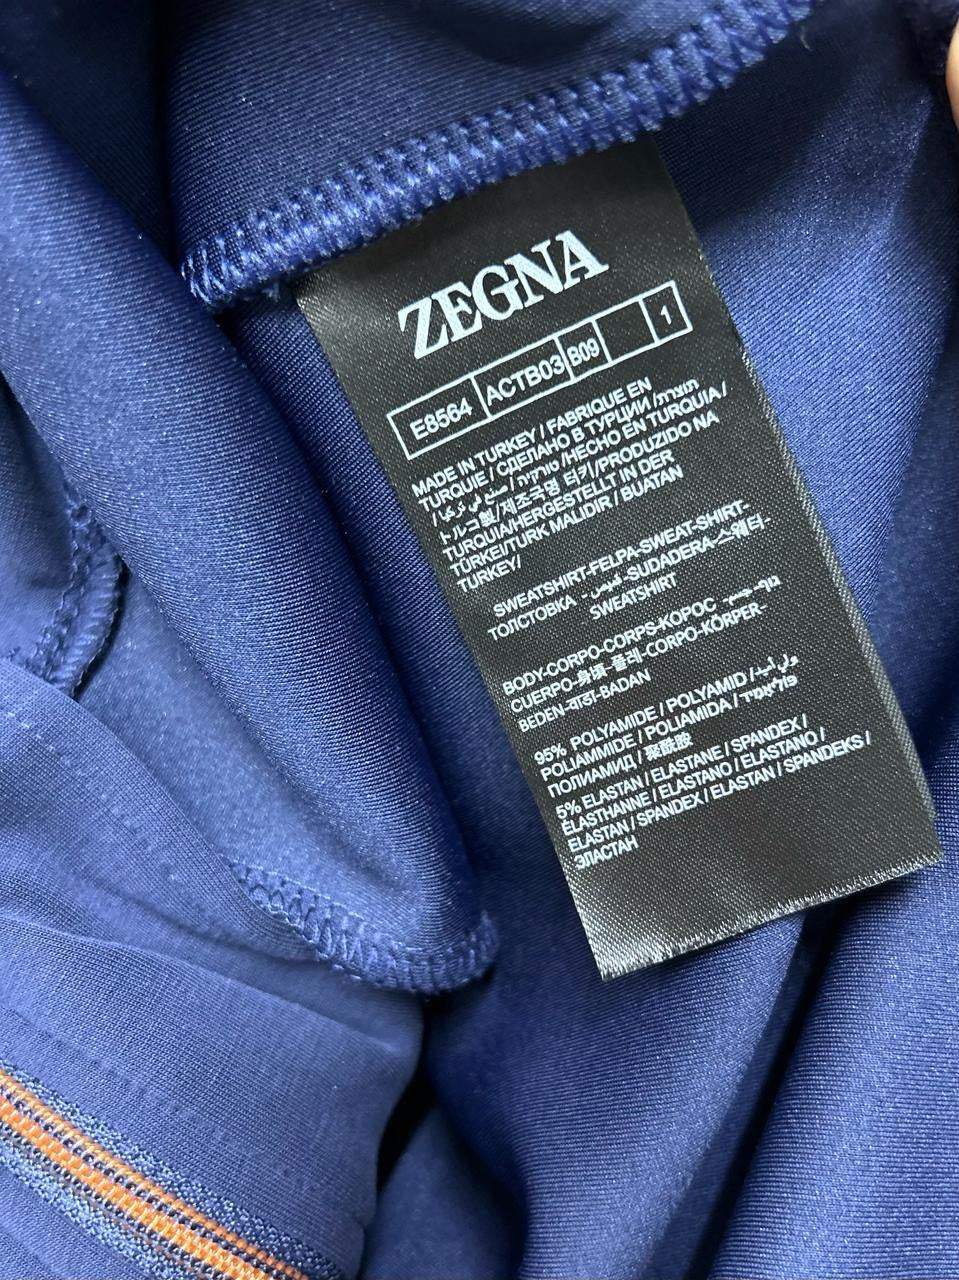 ZEGNA
E8564 ACTB03 B09 1
MADE IN TURKEY / FABRIQUE EN
TURQUIE / СДЕЛАНО В ТУРЦИИ / תוצרת
/ طوركيה / صنع في تركيا / HECHO EN TURQUIA /
トルコ製/제조국명 터키/PRODUZIDO NA
TURQUIA/HERGESTELLT IN DER
TÜRKEI/TURK MALIDIR / BUATAN
TURKEY/
SWEATSHIRT-FELPA-SWEAT-SHIRT-
ТОЛСТОВКА - قميص -SUDADERA-스웨터-
SWEATSHIRT
BODY-CORPO-CORPS-КОРОС
CUERPO-身頃-플레-CORPO-KÖRPER-
BEDEN-बाडी-BADAN
95% POLYAMIDE / POLYAMID /
POLIAMMIDE / POLIAMIDA / פוליאמיד /
ПОЛИАМИД / 聚酰胺
5% ELASTAN / ELASTANE / SPANDEX /
ÉLASTHANNE / ELASTANO / ELASTANO /
ELASTAN / SPANDEX / ELASTAN / SPANDEKS /
ЭЛАСТАН